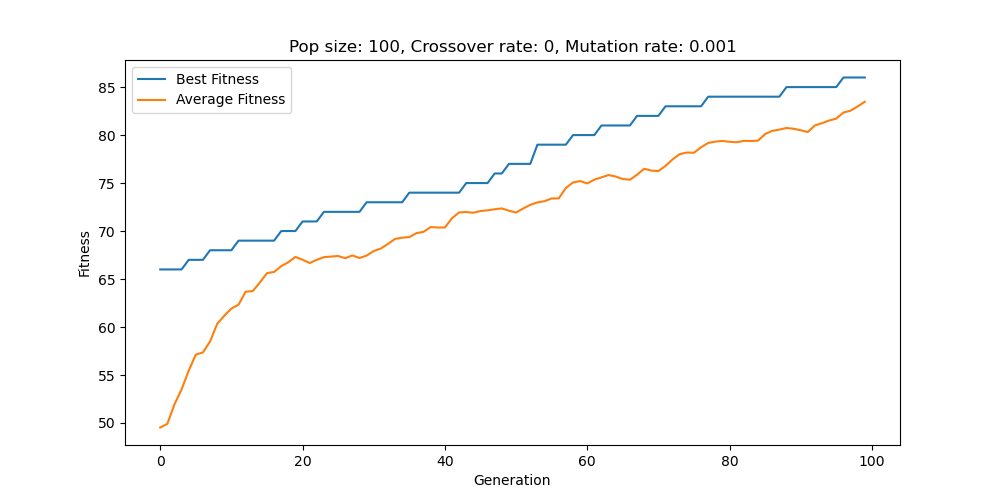 Pop size: 100, Crossover rate: 0, Mutation rate: 0.001
Best Fitness
Average Fitness
85
80
75
70
65
60
55
50
Fitness
0 20 40 60 80 100
Generation